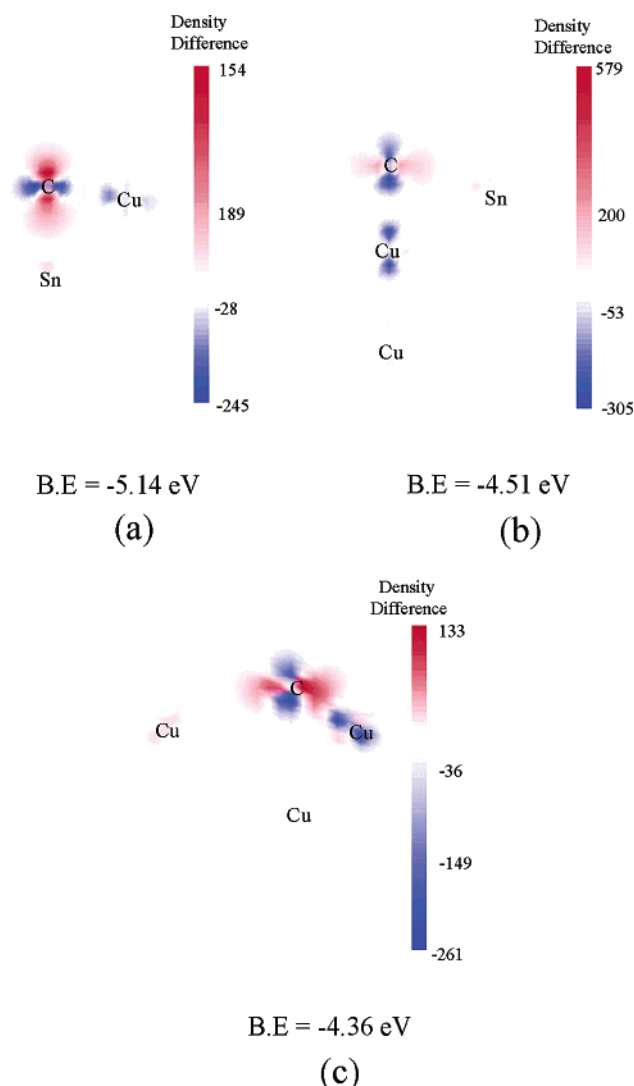 Density
Difference
154
C
Cu
189
Sn
-28
-245
B.E = -5.14 eV
(a)
Density
Difference
579
C
Sn
200
Cu
-53
Cu
-305
B.E = -4.51 eV
(b)
Density
Difference
133
C
Cu
Cu
-36
Cu
-149
-261
B.E = -4.36 eV
(c)